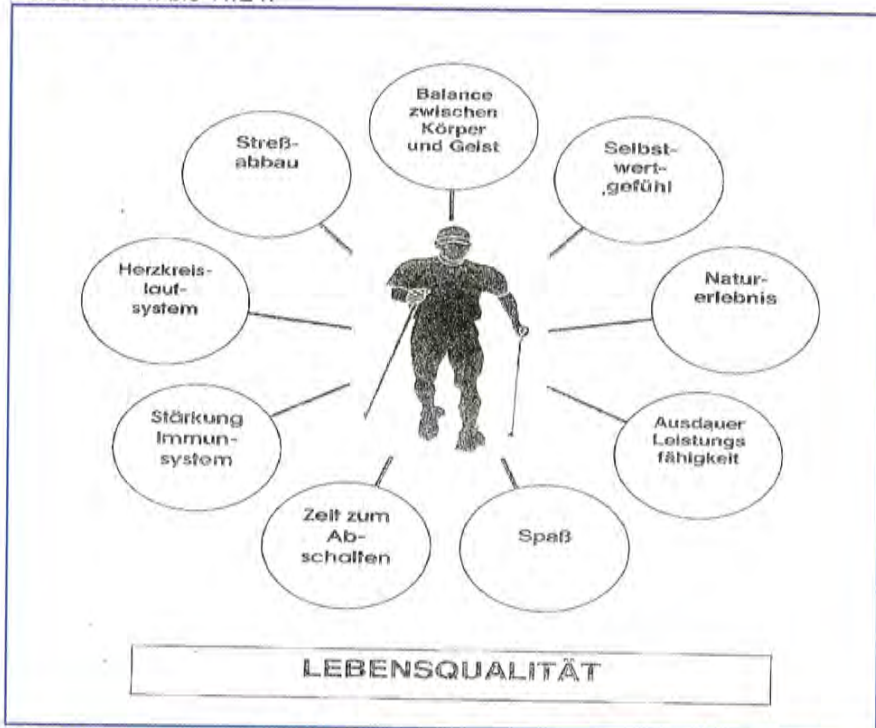 Balance
zwischen
Körper
und Geist
Streß-
abbau
Selbst-
wert-
gefühl
Herzkreis-
lauf-
system
Natur-
erlebnis
Stärkung
Immun-
system
Ausdauer
Leistungs
fähigkeit
Zeit zum
Ab-
schalten
Spaß
LEBENSQUALITÄT